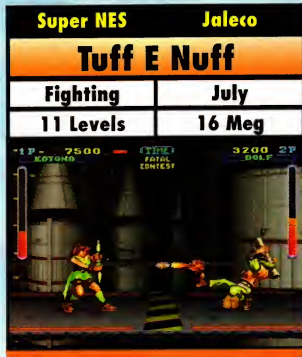 Super NES Jaleco
Tuff E Nuff
Fighting July
11 Levels 16 Meg
1P- 7500 TIME 3200 2P
KOTONO FATAL DOLF
CONTEST